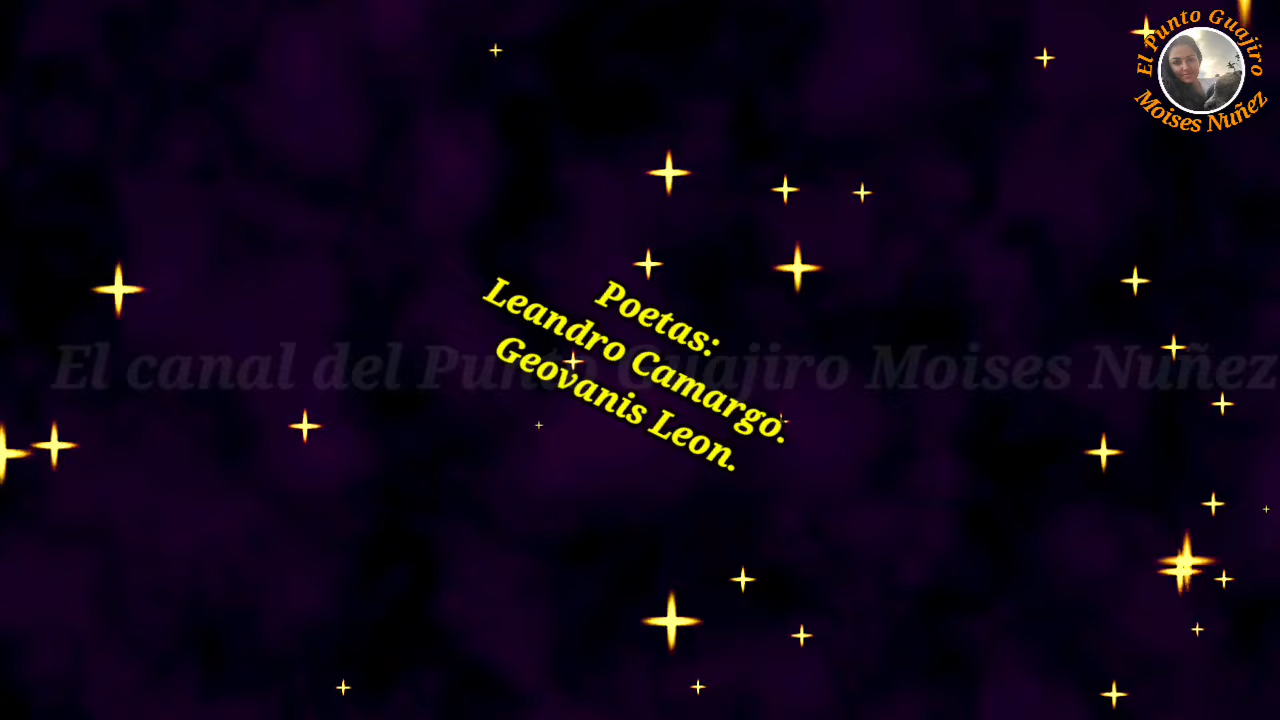 El Punto Guajiro
Moises Nuñez
Poetas:
Leandro Camargo.
Geovanis Leon.
El canal del Punto Guajiro Moises Nuñez